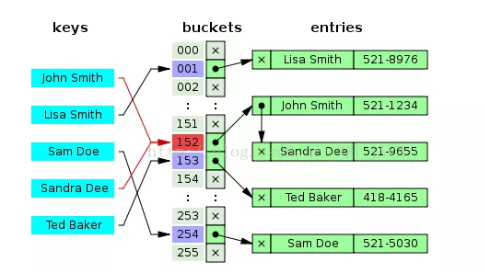 keys
buckets
entries
John Smith
Lisa Smith
Sam Doe
Sandra Dee
Ted Baker
000 ×
001
002 ×
: :
151 ×
152
153
154 ×
: :
253 ×
254
255 ×
× Lisa Smith 521-8976
John Smith 521-1234
× Sandra Dee 521-9655
× Ted Baker 418-4165
× Sam Doe 521-5030